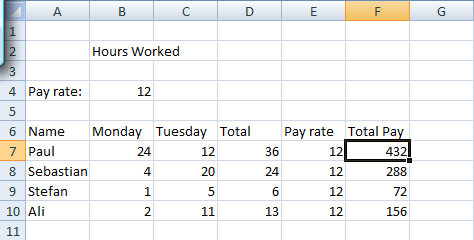 A B C D E F G
1
2 Hours Worked
3
4 Pay rate: 12
5
6 Name Monday Tuesday Total Pay rate Total Pay
7 Paul 24 12 36 12 432
8 Sebastian 4 20 24 12 288
9 Stefan 1 5 6 12 72
10 Ali 2 11 13 12 156
11